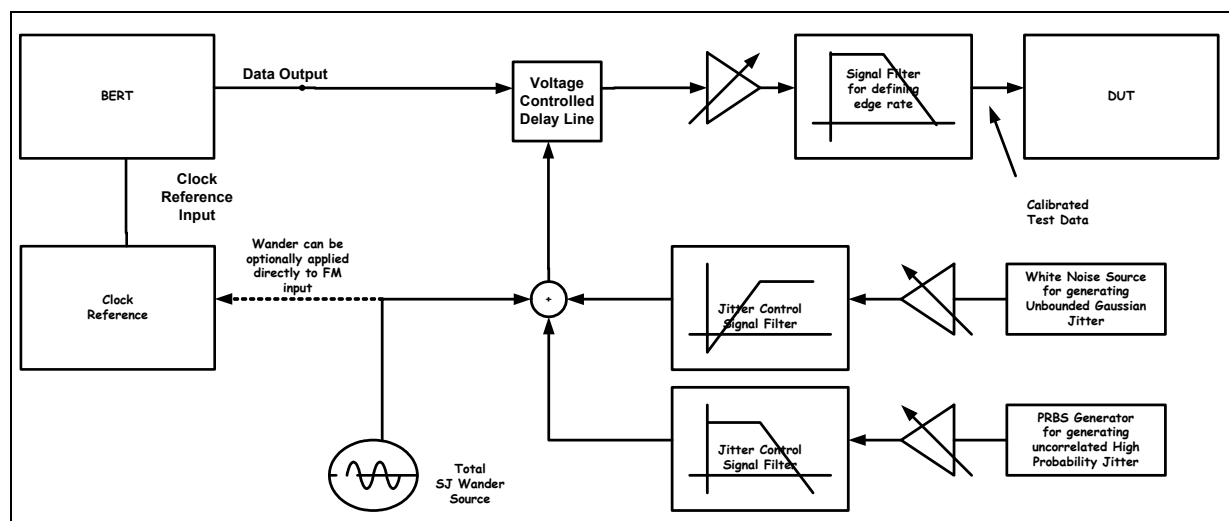 BERT
Data Output
Voltage
Controlled
Delay Line
Signal Filter
for defining
edge rate
DUT
Clock
Reference
Input
Calibrated
Test Data
Wander can be
optionally applied
directly to FM
input
Clock
Reference
+
Jitter Control
Signal Filter
White Noise Source
for generating
Unbounded Gaussian
Jitter
Total
SJ Wander
Source
Jitter Control
Signal Filter
PRBS Generator
for generating
uncorrelated High
Probability Jitter